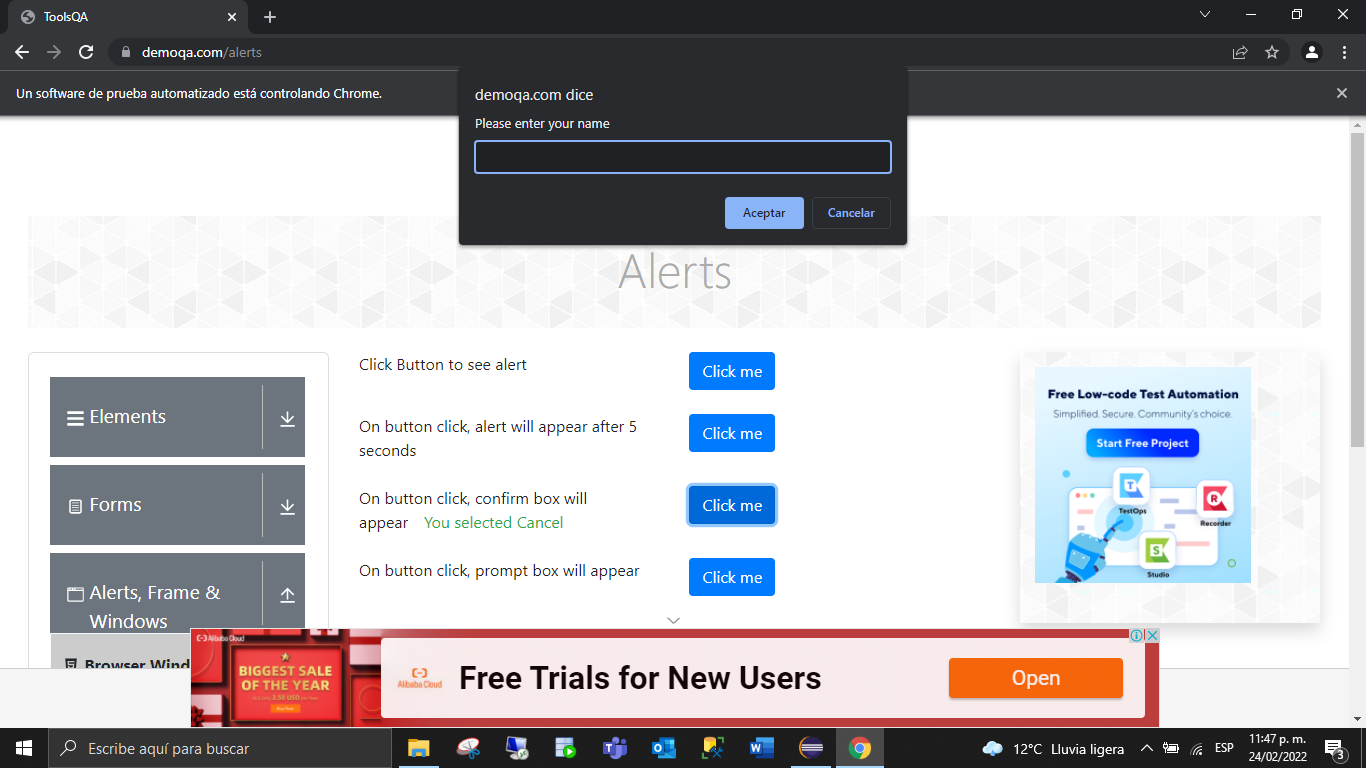 ToolsQA
demoqa.com/alerts
Un software de prueba automatizado está controlando Chrome.
demoqa.com dice
Please enter your name
Aceptar
Cancelar
Alerts
Elements
Forms
Alerts, Frame &
Windows
Browser Wind
Click Button to see alert
Click me
On button click, alert will appear after 5
seconds
Click me
On button click, confirm box will
appear You selected Cancel
Click me
On button click, prompt box will appear
Click me
Free Low-code Test Automation
Simplified. Secure. Community's choice.
Start Free Project
TestOps
Recorder
Studio
Alibaba Cloud
BIGGEST SALE
OF THE YEAR
Alibaba Cloud
Free Trials for New Users
Open
Escribe aquí para buscar
12°C Lluvia ligera
ESP
11:47 p. m.
24/02/2022
3